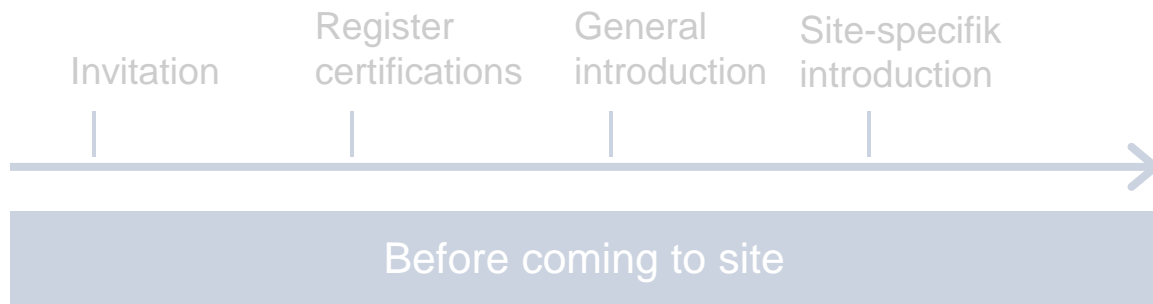 Invitation
Register
certifications
General
introduction
Site-specifik
introduction
Before coming to site